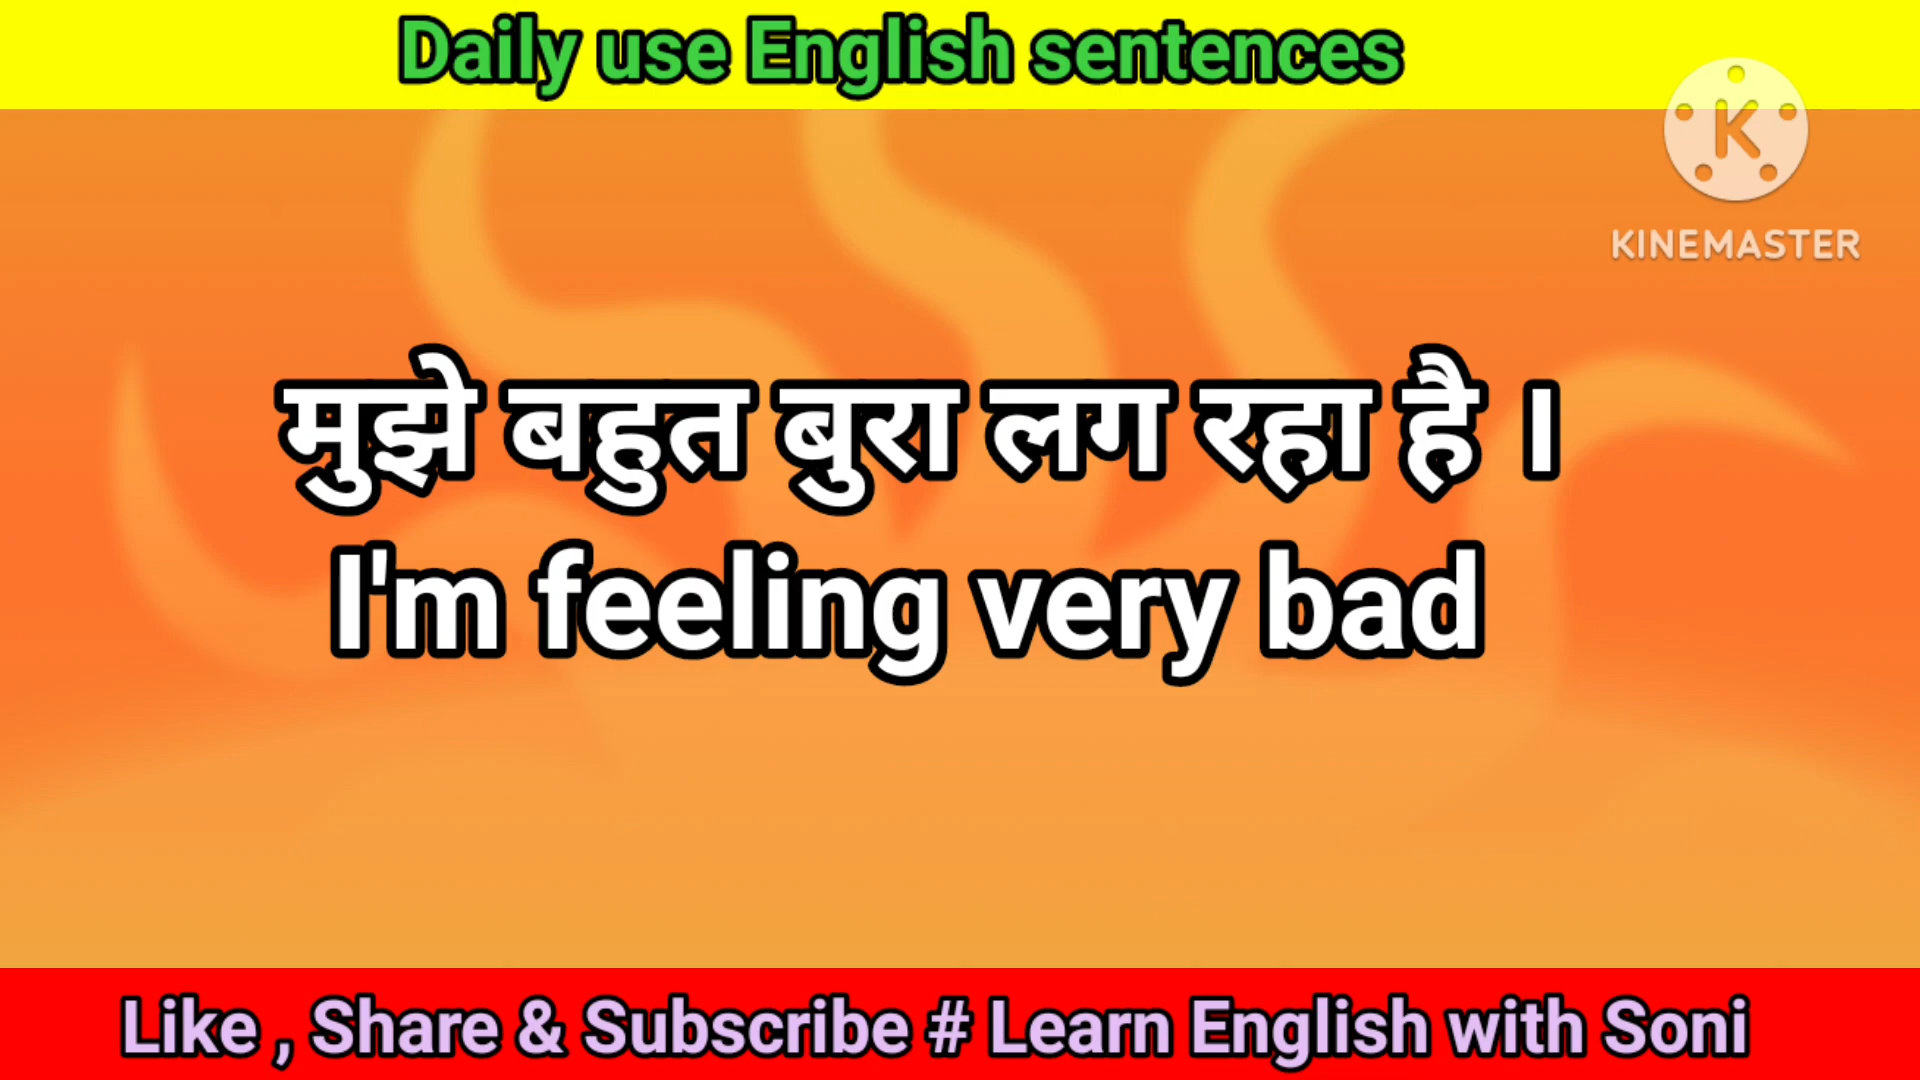 Daily use English sentences
K
KINEMASTER
मुझे बहुत बुरा लग रहा है ।
I'm feeling very bad
Like , Share & Subscribe # Learn English with Soni